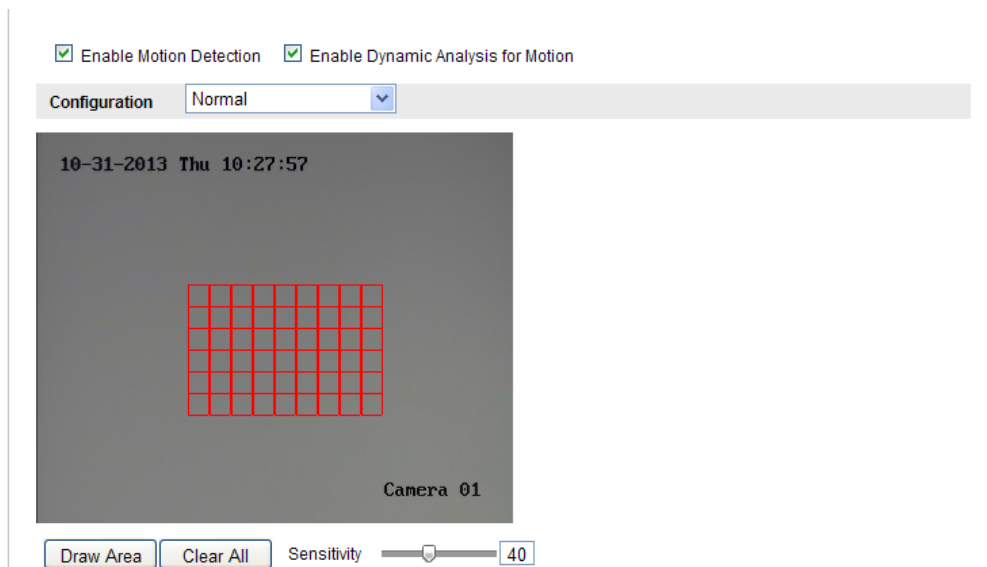 Enable Motion Detection Enable Dynamic Analysis for Motion
Configuration Normal
10-31-2013 Thu 10:27:57
Camera 01
Draw Area Clear All Sensitivity 40